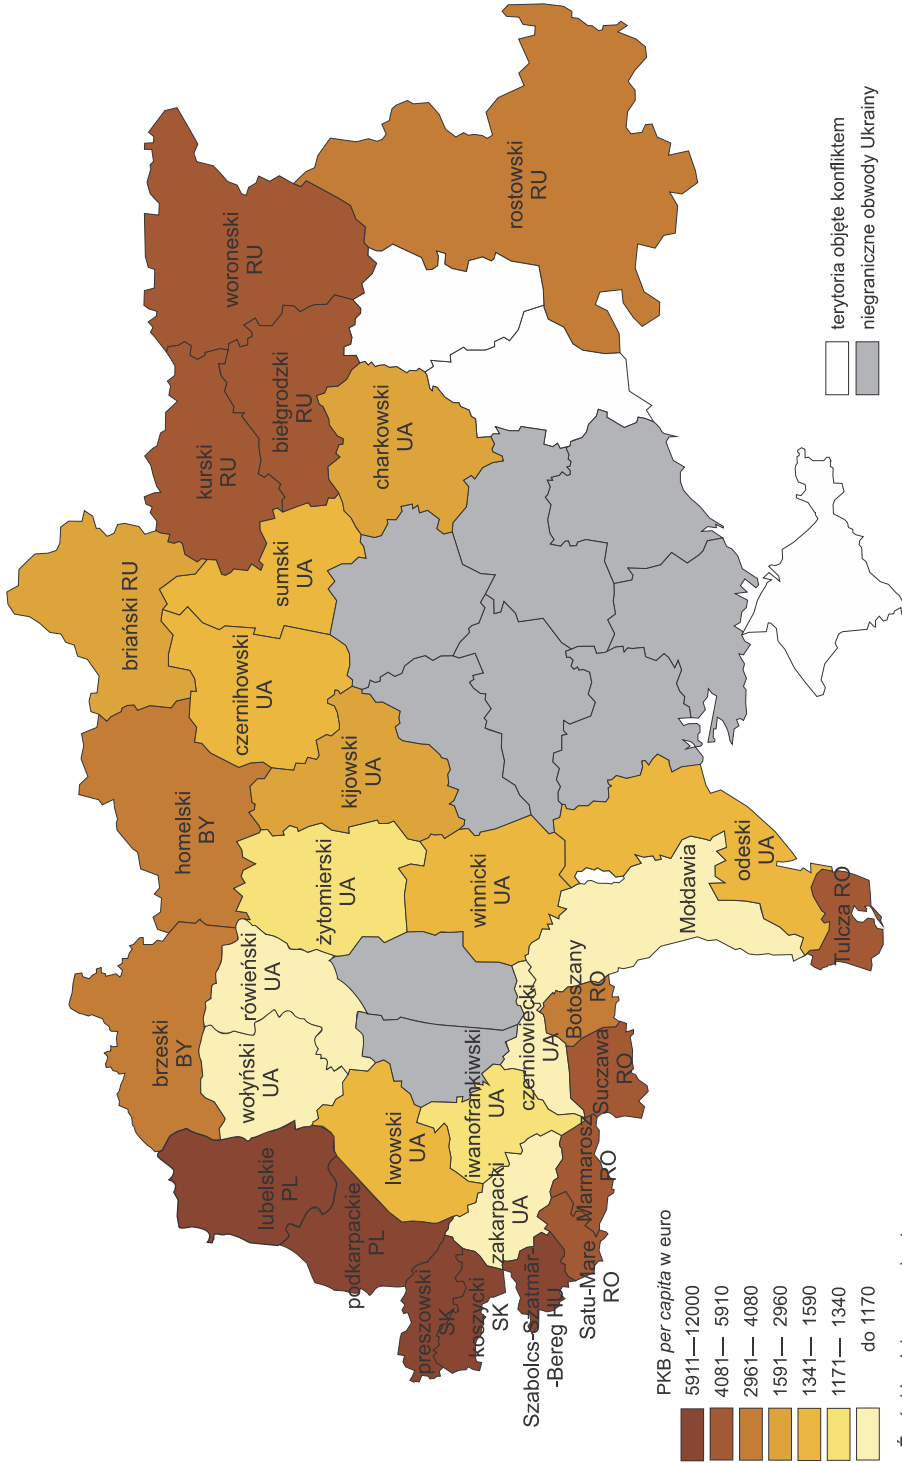 briański RU
kurski
RU
woroneski
RU
biełgrodzki
RU
rostowski
RU
homelski
BY
brzeski
BY
czernihowski
UA
sumski
UA
charkowski
UA
kijowski
UA
żytomierski
UA
rówieński
UA
wołyński
UA
lubelskie
PL
podkarpackie
PL
lwowski
UA
winnicki
UA
iwanofrankiwski
UA
czerniowiecki
UA
zakarpacki
UA
preszowski
SK
koszycki
SK
Szabolcs-Szatmár-
-Bereg HU
Satu-Mare
RO
Marmarosz
RO
Suczawa
RO
Botoszany
RO
Mołdawia
odeski
UA
Tulcza RO
PKB per capita w euro
5911—12000
4081— 5910
2961— 4080
1591— 2960
1341— 1590
1171— 1340
do 1170
terytoria objęte konfliktem
niegraniczne obwody Ukrainy